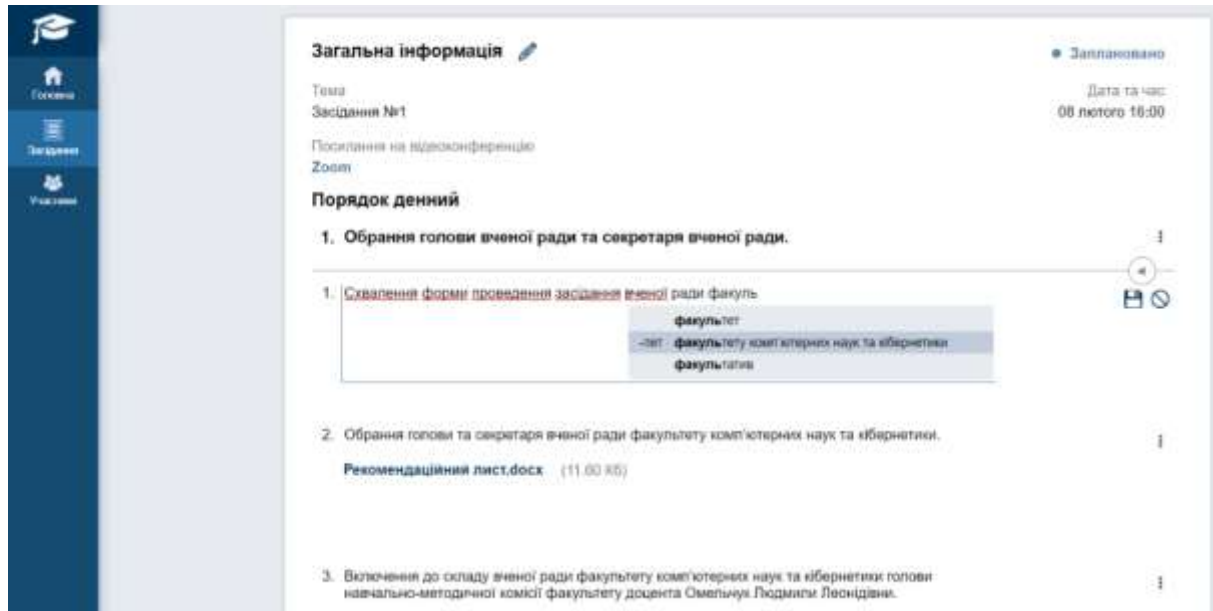 Загальна інформація
Заплановано
Головна
Тема
Дата та час
Засідання №1
08 лютого 16:00
Засідання
Посилання на відеоконференцію
Zoom
Учасники
Порядок денний
1. Обрання голови вченої ради та секретаря вченої ради.
1. Схвалення форми проведення засідання вченої ради факуль
факультет
-тет факультету комп'ютерних наук та кібернетики
факультатив
2. Обрання голови та секретаря вченої ради факультету комп'ютерних наук та кібернетики.
Рекомендаційний лист.docx (11.60 Кб)
3. Включення до складу вченої ради факультету комп'ютерних наук та кібернетики голови
навчально-методичної комісії факультету доцента Омельчук Людмили Леонідівни.